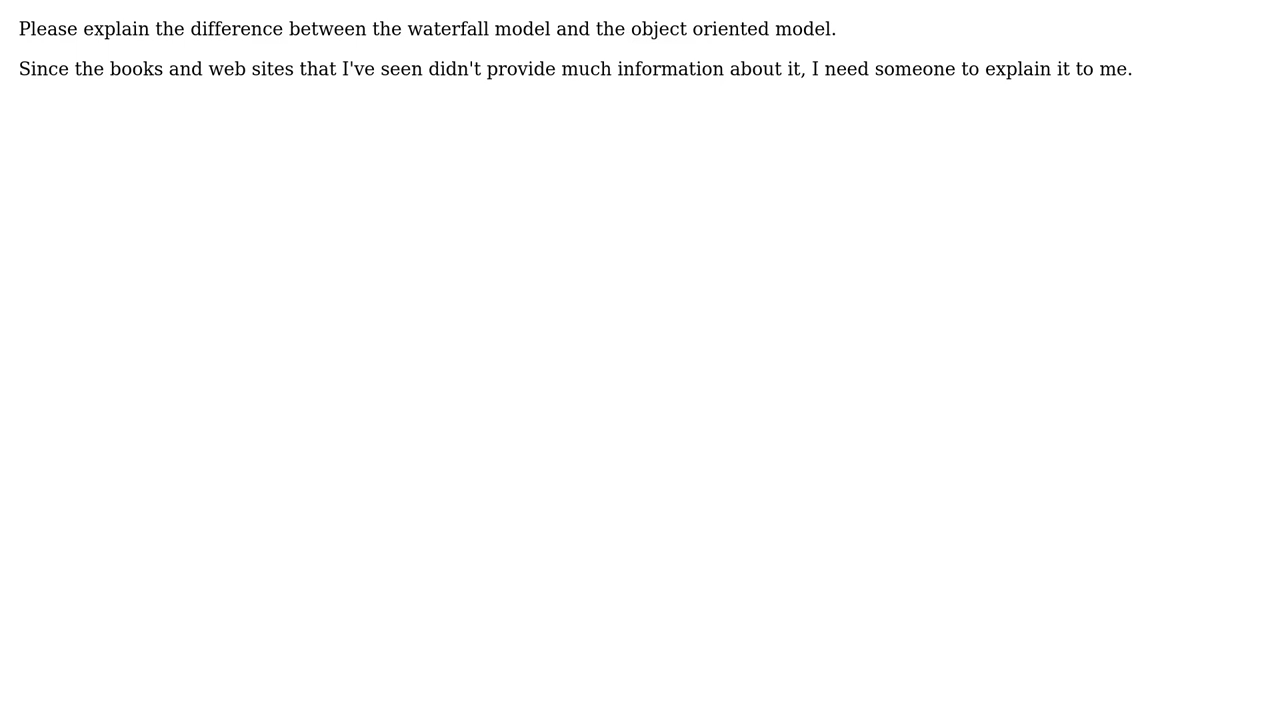 Please explain the difference between the waterfall model and the object oriented model.
Since the books and web sites that I've seen didn't provide much information about it, I need someone to explain it to me.